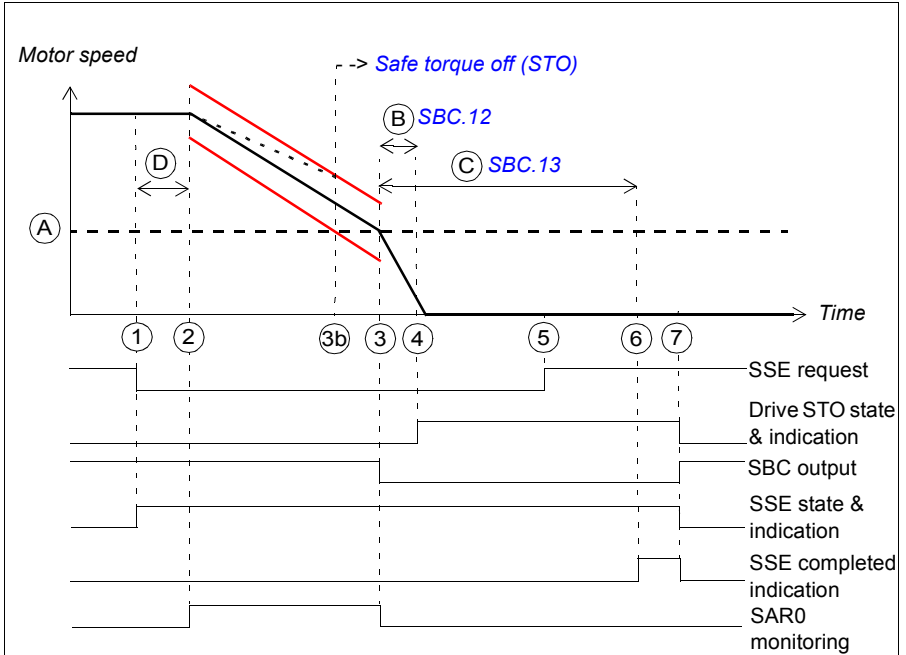 Motor speed
--> Safe torque off (STO)
B SBC.12
D
C SBC.13
A
Time
1 2 3b 3 4 5 6 7
SSE request
Drive STO state
& indication
SBC output
SSE state &
indication
SSE completed
indication
SAR0
monitoring